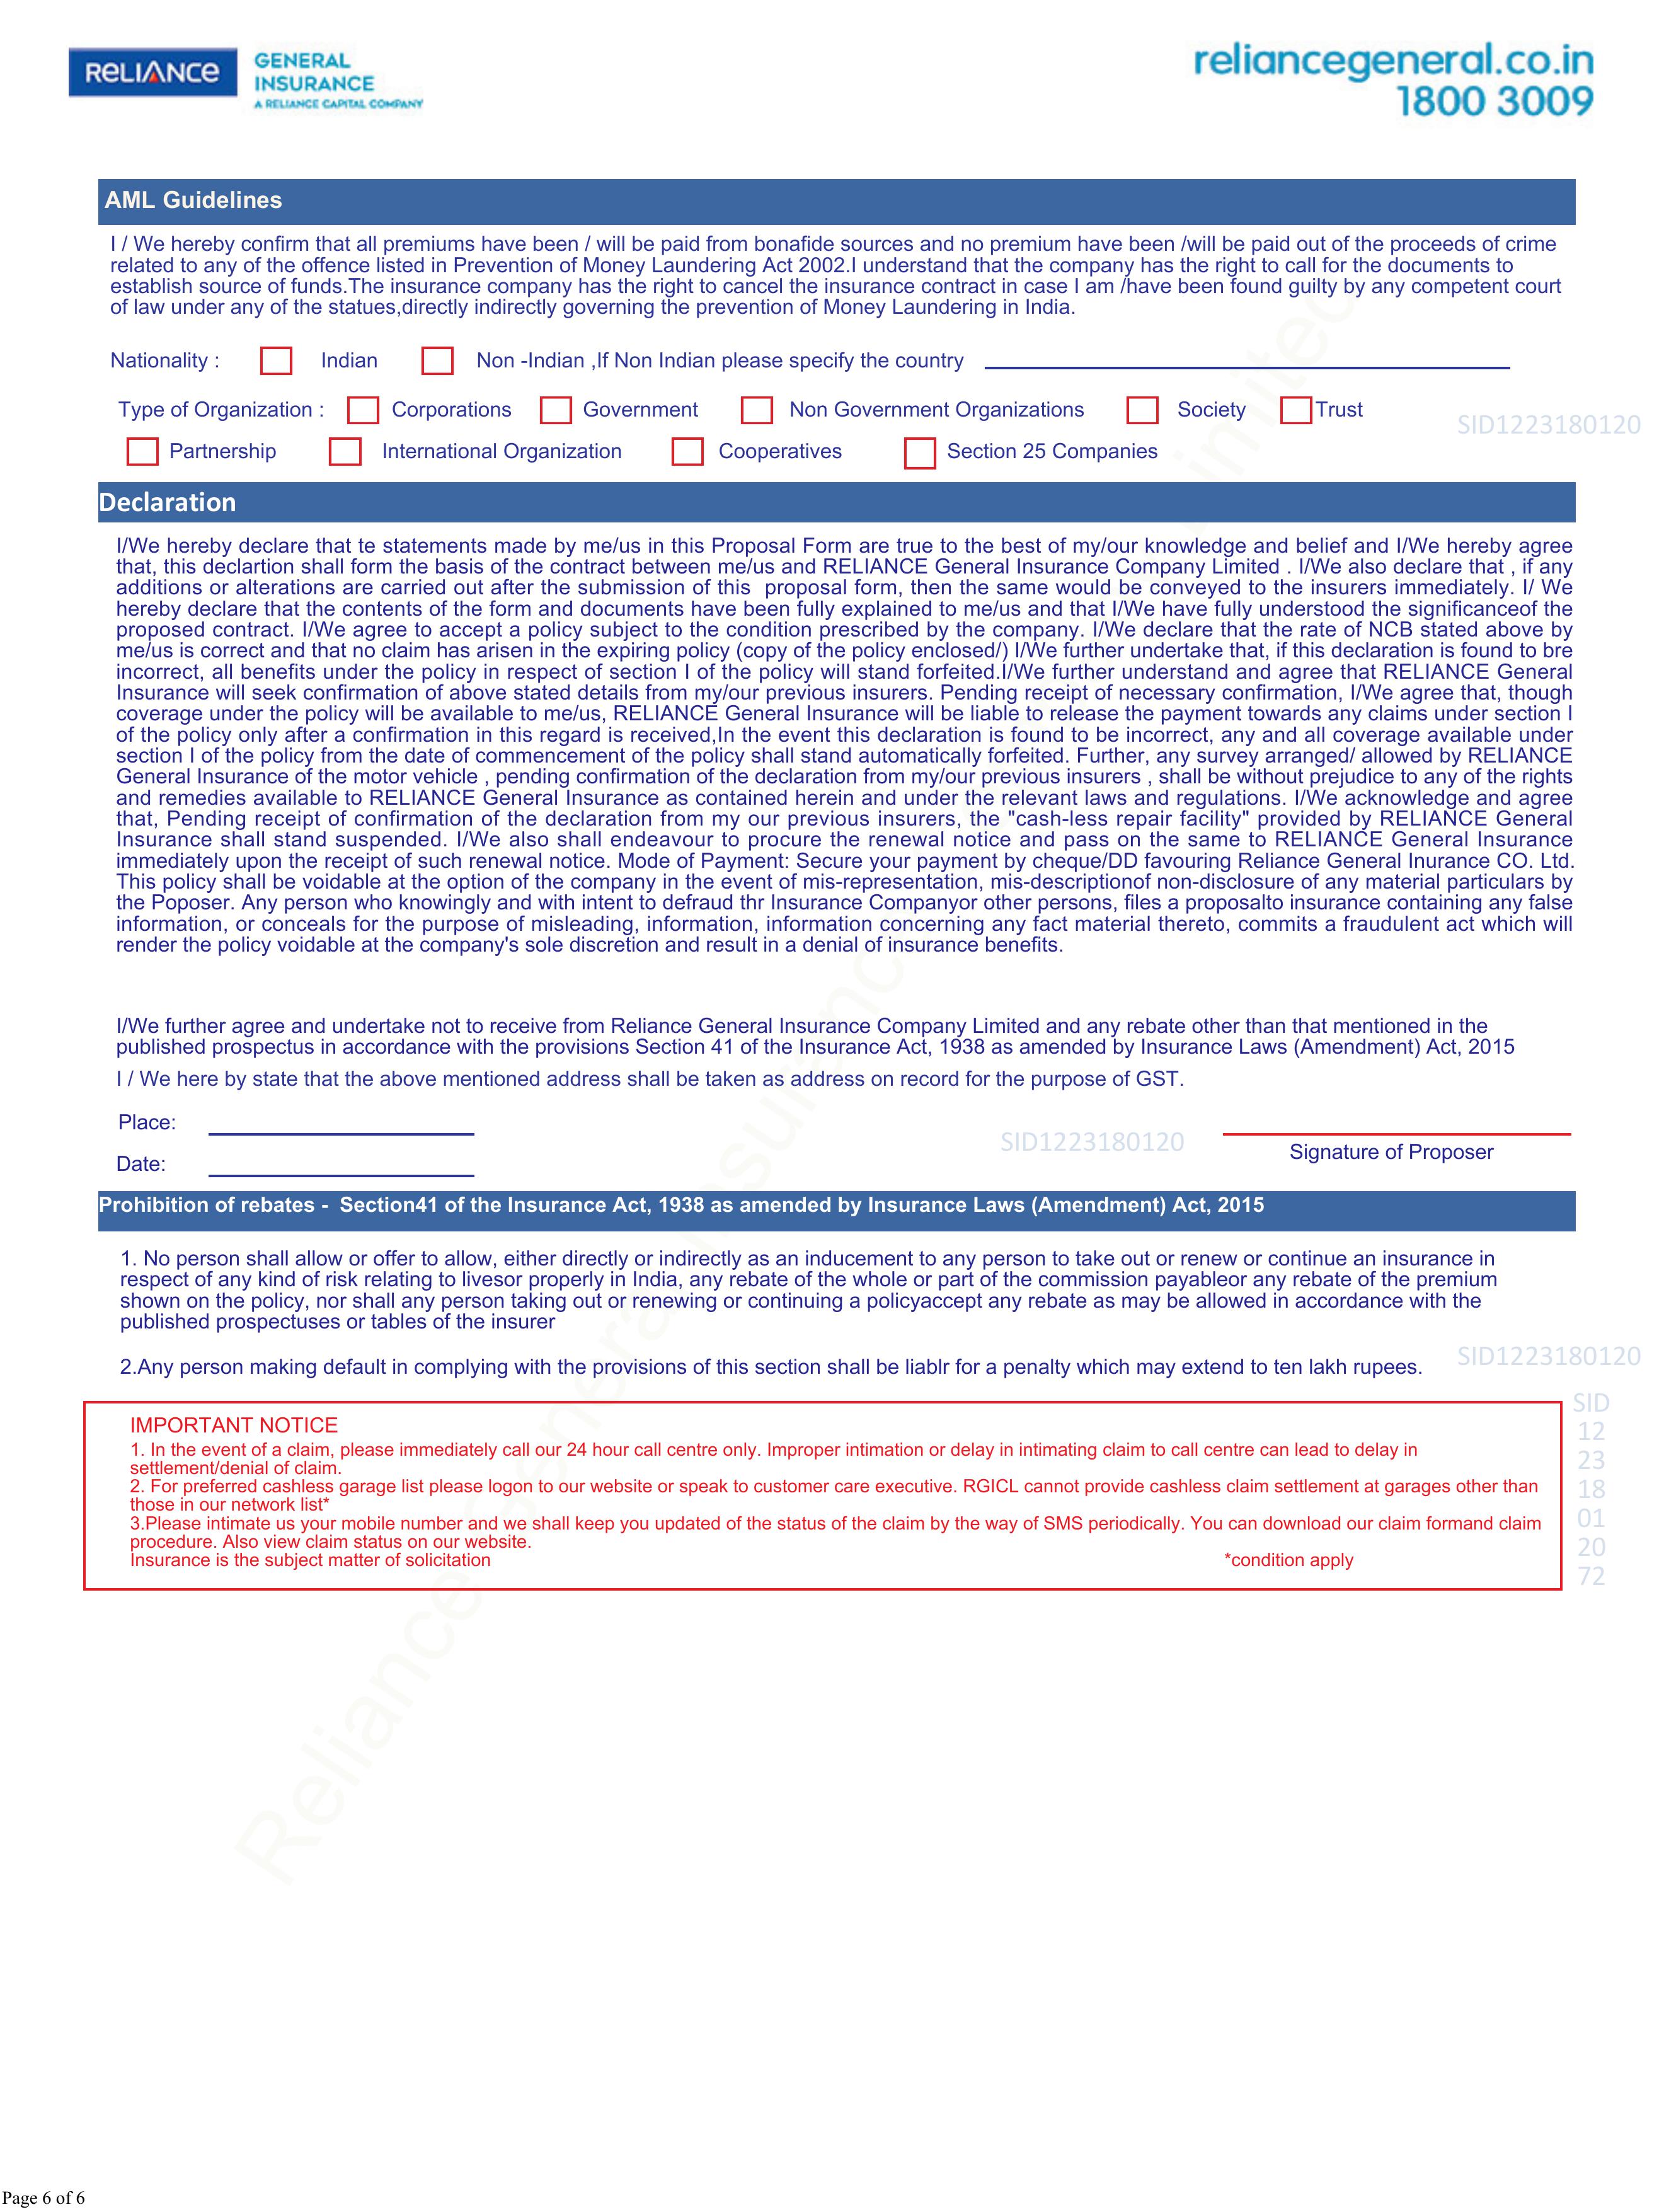 RELIANCE
GENERAL
INSURANCE
A RELIANCE CAPITAL COMPANY
reliancegeneral.co.in
1800 3009
AML Guidelines
I / We hereby confirm that all premiums have been / will be paid from bonafide sources and no premium have been /will be paid out of the proceeds of crime
related to any of the offence listed in Prevention of Money Laundering Act 2002.I understand that the company has the right to call for the documents to
establish source of funds.The insurance company has the right to cancel the insurance contract in case I am /have been found guilty by any competent court
of law under any of the statues,directly indirectly governing the prevention of Money Laundering in India.
Nationality : Indian Non -Indian ,If Non Indian please specify the country
Type of Organization : Corporations Government Non Government Organizations Society Trust
SID1223180120
Partnership International Organization Cooperatives Section 25 Companies
Declaration
I/We hereby declare that te statements made by me/us in this Proposal Form are true to the best of my/our knowledge and belief and I/We hereby agree
that, this declartion shall form the basis of the contract between me/us and RELIANCE General Insurance Company Limited . I/We also declare that , if any
additions or alterations are carried out after the submission of this proposal form, then the same would be conveyed to the insurers immediately. I/ We
hereby declare that the contents of the form and documents have been fully explained to me/us and that I/We have fully understood the significanceof the
proposed contract. I/We agree to accept a policy subject to the condition prescribed by the company. I/We declare that the rate of NCB stated above by
me/us is correct and that no claim has arisen in the expiring policy (copy of the policy enclosed/) I/We further undertake that, if this declaration is found to bre
incorrect, all benefits under the policy in respect of section I of the policy will stand forfeited.I/We further understand and agree that RELIANCE General
Insurance will seek confirmation of above stated details from my/our previous insurers. Pending receipt of necessary confirmation, I/We agree that, though
coverage under the policy will be available to me/us, RELIANCE General Insurance will be liable to release the payment towards any claims under section I
of the policy only after a confirmation in this regard is received,In the event this declaration is found to be incorrect, any and all coverage available under
section I of the policy from the date of commencement of the policy shall stand automatically forfeited. Further, any survey arranged/ allowed by RELIANCE
General Insurance of the motor vehicle , pending confirmation of the declaration from my/our previous insurers , shall be without prejudice to any of the rights
and remedies available to RELIANCE General Insurance as contained herein and under the relevant laws and regulations. I/We acknowledge and agree
that, Pending receipt of confirmation of the declaration from my our previous insurers, the "cash-less repair facility" provided by RELIANCE General
Insurance shall stand suspended. I/We also shall endeavour to procure the renewal notice and pass on the same to RELIANCE General Insurance
immediately upon the receipt of such renewal notice. Mode of Payment: Secure your payment by cheque/DD favouring Reliance General Inurance CO. Ltd.
This policy shall be voidable at the option of the company in the event of mis-representation, mis-descriptionof non-disclosure of any material particulars by
the Poposer. Any person who knowingly and with intent to defraud thr Insurance Companyor other persons, files a proposalto insurance containing any false
information, or conceals for the purpose of misleading, information, information concerning any fact material thereto, commits a fraudulent act which will
render the policy voidable at the company's sole discretion and result in a denial of insurance benefits.
I/We further agree and undertake not to receive from Reliance General Insurance Company Limited and any rebate other than that mentioned in the
published prospectus in accordance with the provisions Section 41 of the Insurance Act, 1938 as amended by Insurance Laws (Amendment) Act, 2015
I / We here by state that the above mentioned address shall be taken as address on record for the purpose of GST.
Place:
SID1223180120
Signature of Proposer
Date:
Prohibition of rebates - Section41 of the Insurance Act, 1938 as amended by Insurance Laws (Amendment) Act, 2015
1. No person shall allow or offer to allow, either directly or indirectly as an inducement to any person to take out or renew or continue an insurance in
respect of any kind of risk relating to livesor properly in India, any rebate of the whole or part of the commission payableor any rebate of the premium
shown on the policy, nor shall any person taking out or renewing or continuing a policyaccept any rebate as may be allowed in accordance with the
published prospectuses or tables of the insurer
2.Any person making default in complying with the provisions of this section shall be liablr for a penalty which may extend to ten lakh rupees.
SID1223180120
IMPORTANT NOTICE
1. In the event of a claim, please immediately call our 24 hour call centre only. Improper intimation or delay in intimating claim to call centre can lead to delay in
settlement/denial of claim.
2. For preferred cashless garage list please logon to our website or speak to customer care executive. RGICL cannot provide cashless claim settlement at garages other than
those in our network list*
3.Please intimate us your mobile number and we shall keep you updated of the status of the claim by the way of SMS periodically. You can download our claim formand claim
procedure. Also view claim status on our website.
Insurance is the subject matter of solicitation *condition apply
SID
12
23
18
01
20
72
Page 6 of 6